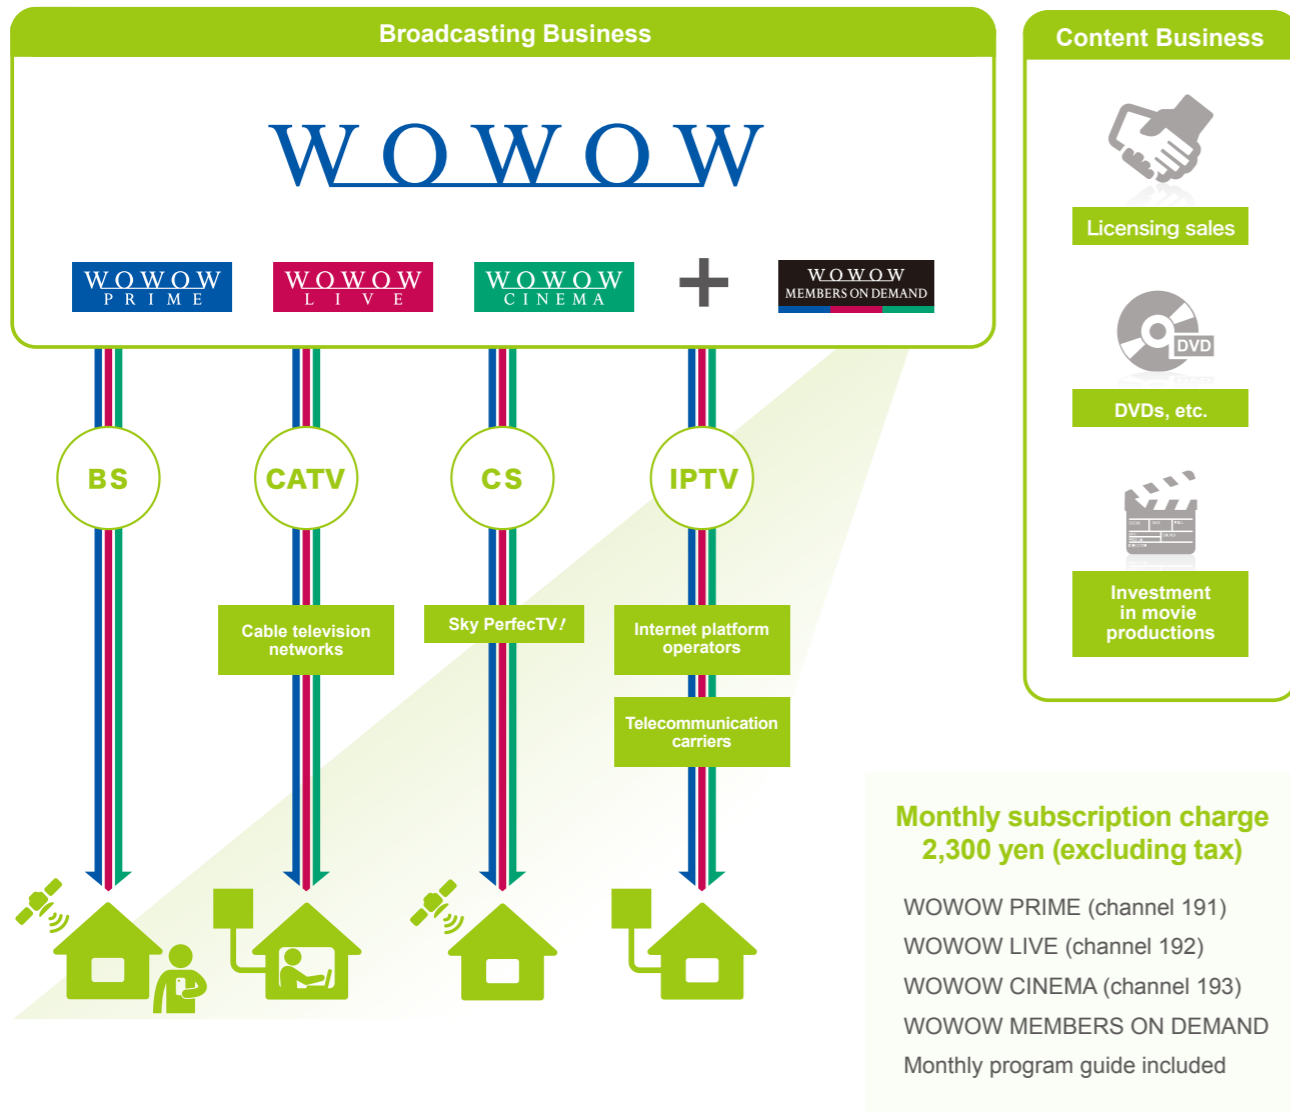 Broadcasting Business
WOWOW
WOWOW
PRIME
WOWOW
LIVE
WOWOW
CINEMA
+
WOWOW
MEMBERS ON DEMAND
BS
CATV
CS
IPTV
Cable television
networks
Sky PerfecTV!
Internet platform
operators
Telecommunication
carriers
Content Business
Licensing sales
DVD
DVDs, etc.
Investment
in movie
productions
Monthly subscription charge
2,300 yen (excluding tax)
WOWOW PRIME (channel 191)
WOWOW LIVE (channel 192)
WOWOW CINEMA (channel 193)
WOWOW MEMBERS ON DEMAND
Monthly program guide included